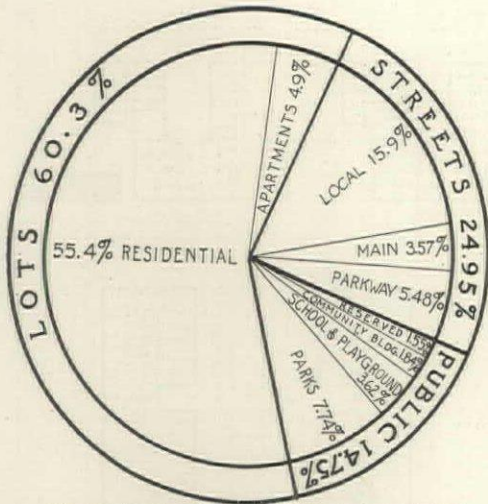 LOTS 60.3%
STREETS 24.95%
PUBLIC 14.75%
55.4% RESIDENTIAL
APARTMENTS 4.9%
LOCAL 15.9%
MAIN 3.57%
PARKWAY 5.48%
RESERVED 1.55%
COMMUNITY BLDG. 1.84%
SCHOOL & PLAYGROUND
3.62%
PARKS 7.74%